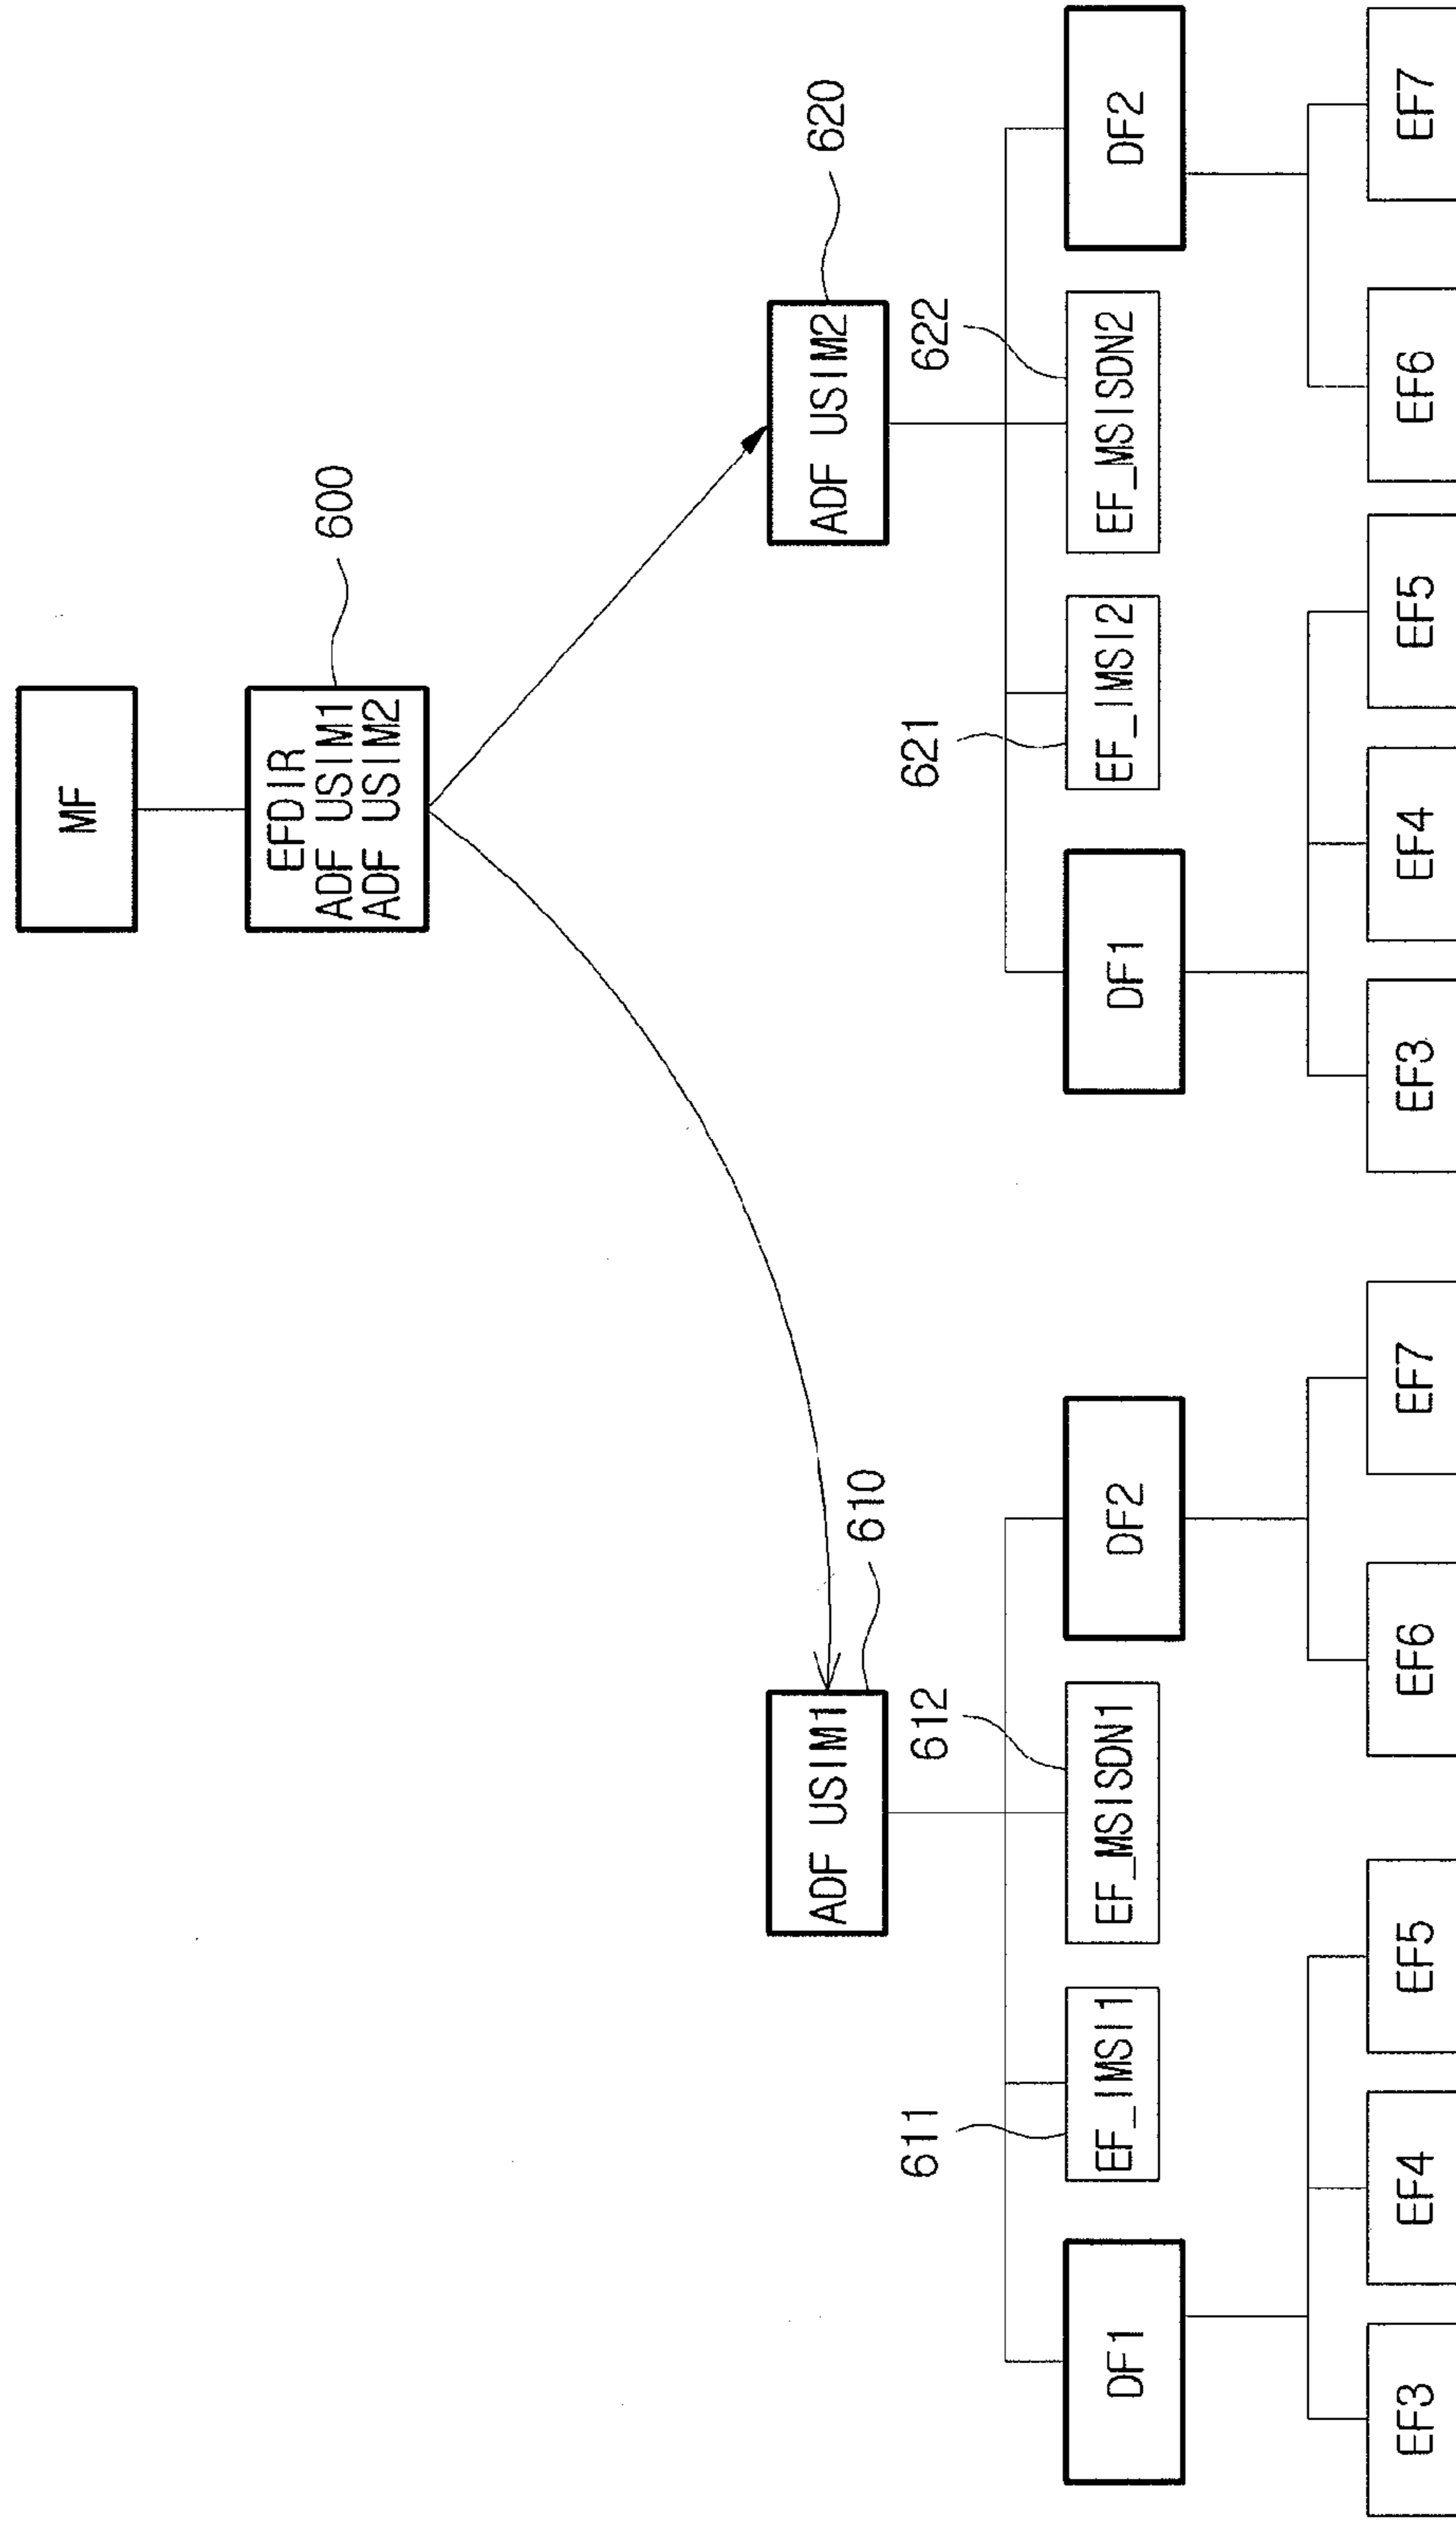 MF
600
EFDIR
ADF USIM1
ADF USIM2
610
ADF USIM1
620
ADF USIM2
611
612
621
622
DF1
EF_IMSI1
EF_MSISDN1
DF2
DF1
EF_IMSI2
EF_MSISDN2
DF2
EF3
EF4
EF5
EF6
EF7
EF3
EF4
EF5
EF6
EF7